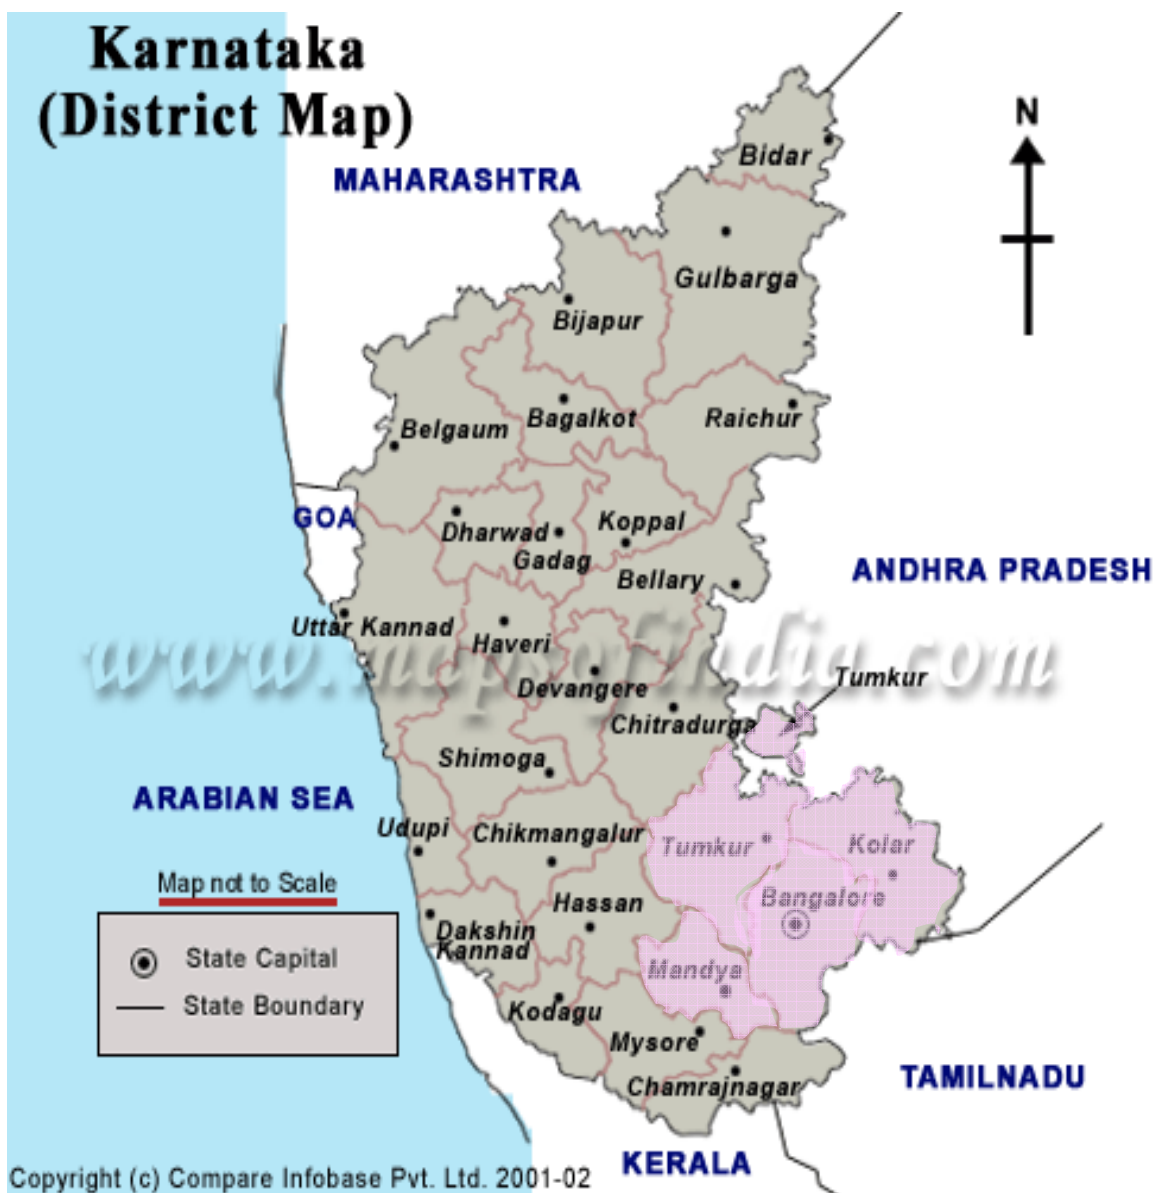 Karnataka
(District Map)
N
MAHARASHTRA
Bidar
Gulbarga
Bijapur
Bagalkot
Raichur
Belgaum
GOA
Dharwad
Gadag
Koppal
Bellary
ANDHRA PRADESH
Uttar Kannad
Haveri
www.mapsofindia.com
Devangere
Tumkur
Chitradurga
Shimoga
ARABIAN SEA
Udupi
Chikmangalur
Tumkur
Kolar
Map not to Scale
Hassan
Bangalore
Dakshin
Kannad
State Capital
State Boundary
Mandya
Kodagu
Mysore
Chamrajnagar
TAMILNADU
KERALA
Copyright (c) Compare Infobase Pvt. Ltd. 2001-02